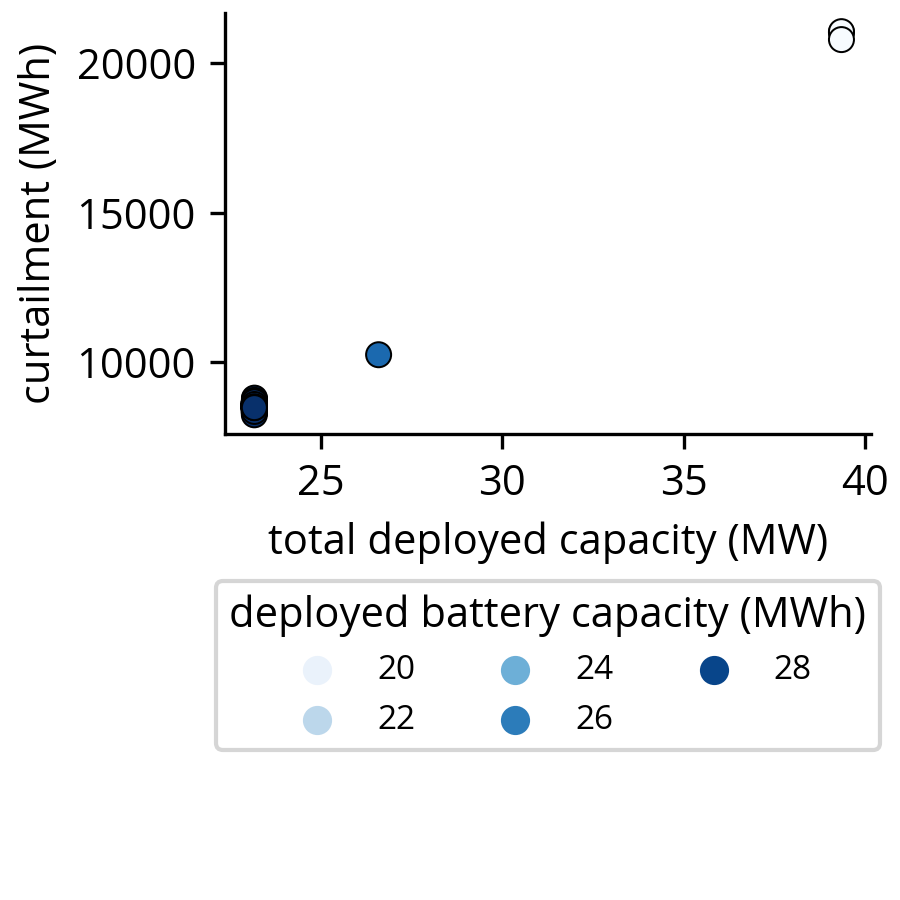 curtailment (MWh)
20000
15000
10000
25 30 35 40
total deployed capacity (MW)
deployed battery capacity (MWh)
20 24 28
22 26